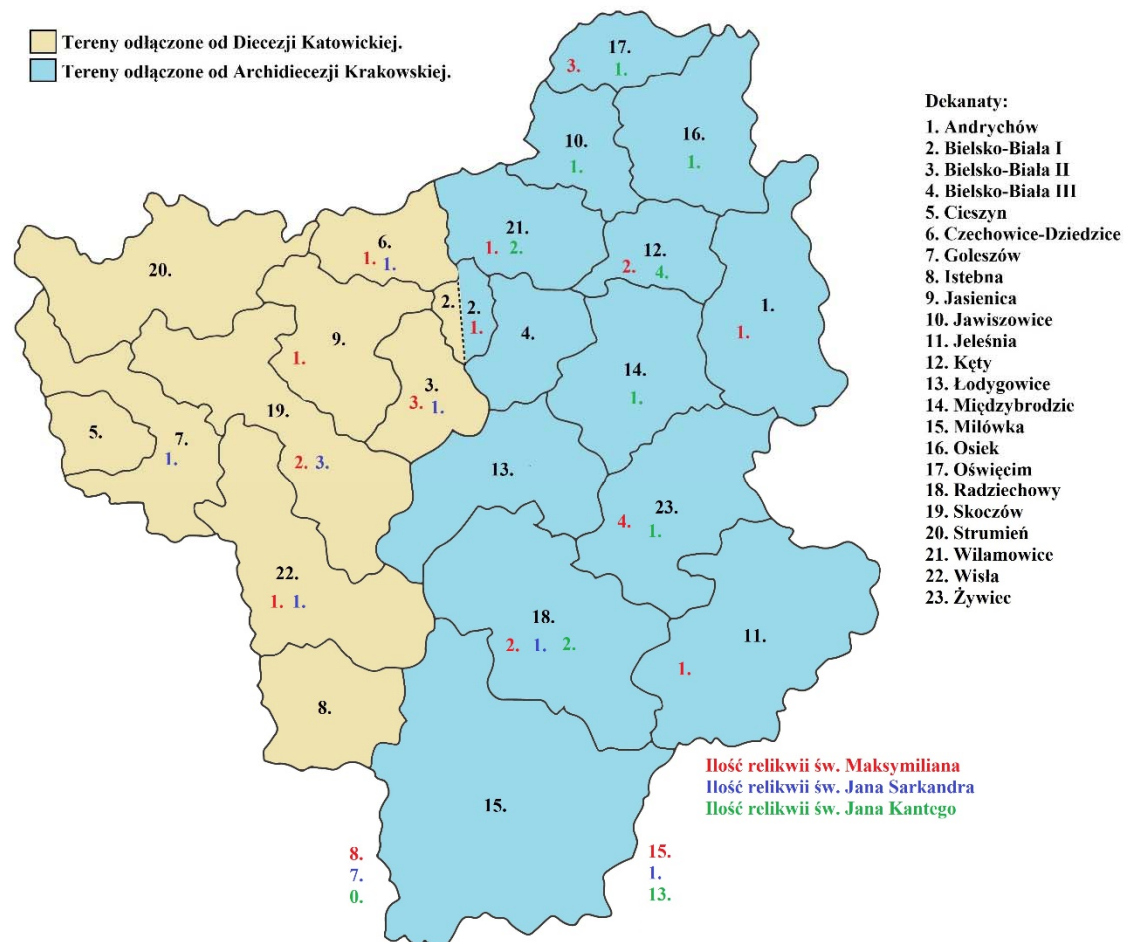 Tereny odłączone od Diecezji Katowickiej.
Tereny odłączone od Archidiecezji Krakowskiej.
17.
3. 1.
10.
1.
16.
1.
Dekanaty:
1. Andrychów
2. Bielsko-Biała I
3. Bielsko-Biała II
4. Bielsko-Biała III
5. Cieszyn
6. Czechowice-Dziedzice
7. Goleszów
8. Istebna
9. Jasienica
10. Jawiszowice
11. Jeleśnia
12. Kęty
13. Łodygowice
14. Międzybrodzie
15. Milówka
16. Osiek
17. Oświęcim
18. Radziechowy
19. Skoczów
20. Strumień
21. Wilamowice
22. Wisła
23. Żywiec
21.
1. 2.
6.
1. 1.
12.
2. 4.
20.
2.
2.
1.
4.
1.
1.
9.
1.
3.
3. 1.
14.
1.
19.
2. 3.
5.
7.
1.
13.
23.
4. 1.
22.
1. 1.
18.
2. 1. 2.
11.
1.
8.
15.
Ilość relikwii św. Maksymiliana
Ilość relikwii św. Jana Sarkandra
Ilość relikwii św. Jana Kantego
8.
7.
0.
15.
1.
13.